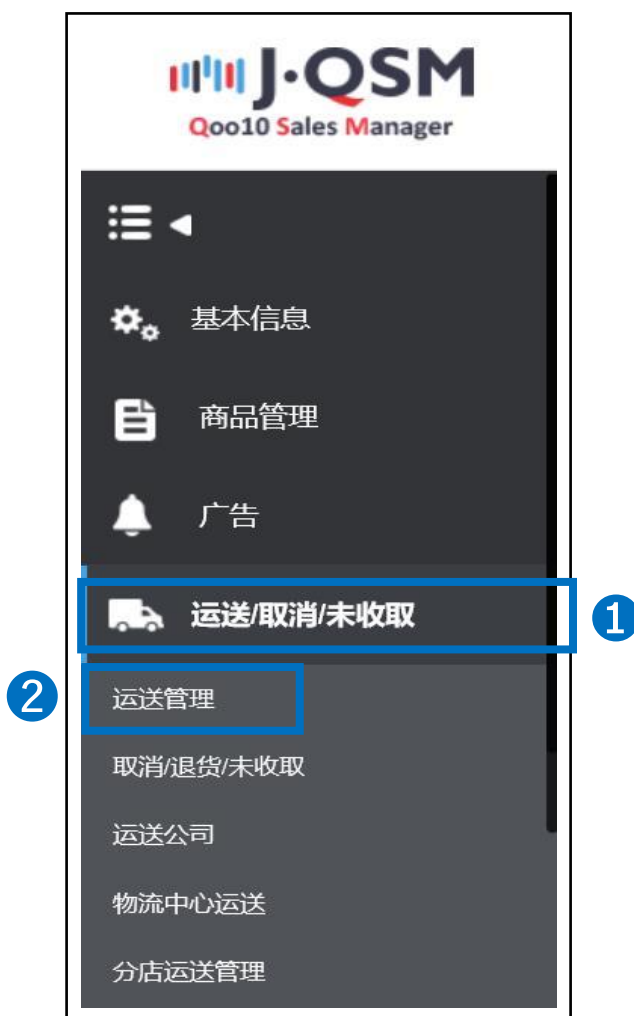 J·QSM
Qoo10 Sales Manager
基本信息
商品管理
广告
运送/取消/未收取
1
2
运送管理
取消/退货/未收取
运送公司
物流中心运送
分店运送管理